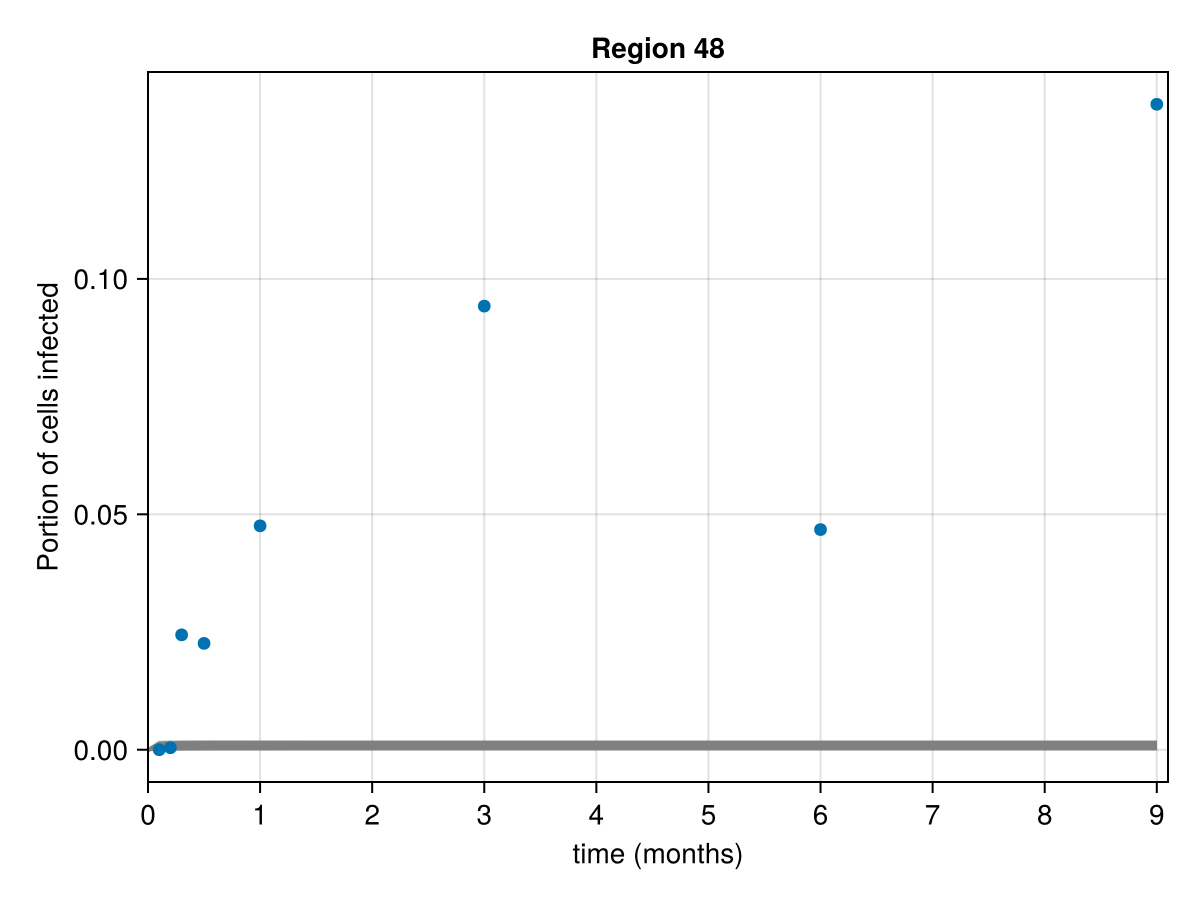 Region 48
Portion of cells infected
0.10
0.05
0.00
0 1 2 3 4 5 6 7 8 9
time (months)